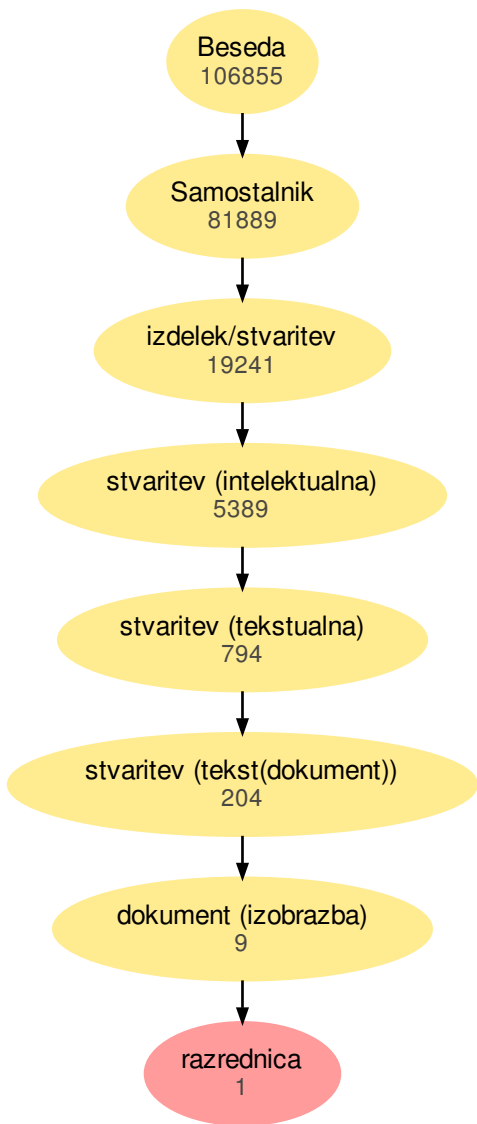 Beseda
106855
Samostalnik
81889
izdelek/stvaritev
19241
stvaritev (intelektualna)
5389
stvaritev (tekstualna)
794
stvaritev (tekst(dokument))
204
dokument (izobrazba)
9
razrednica
1